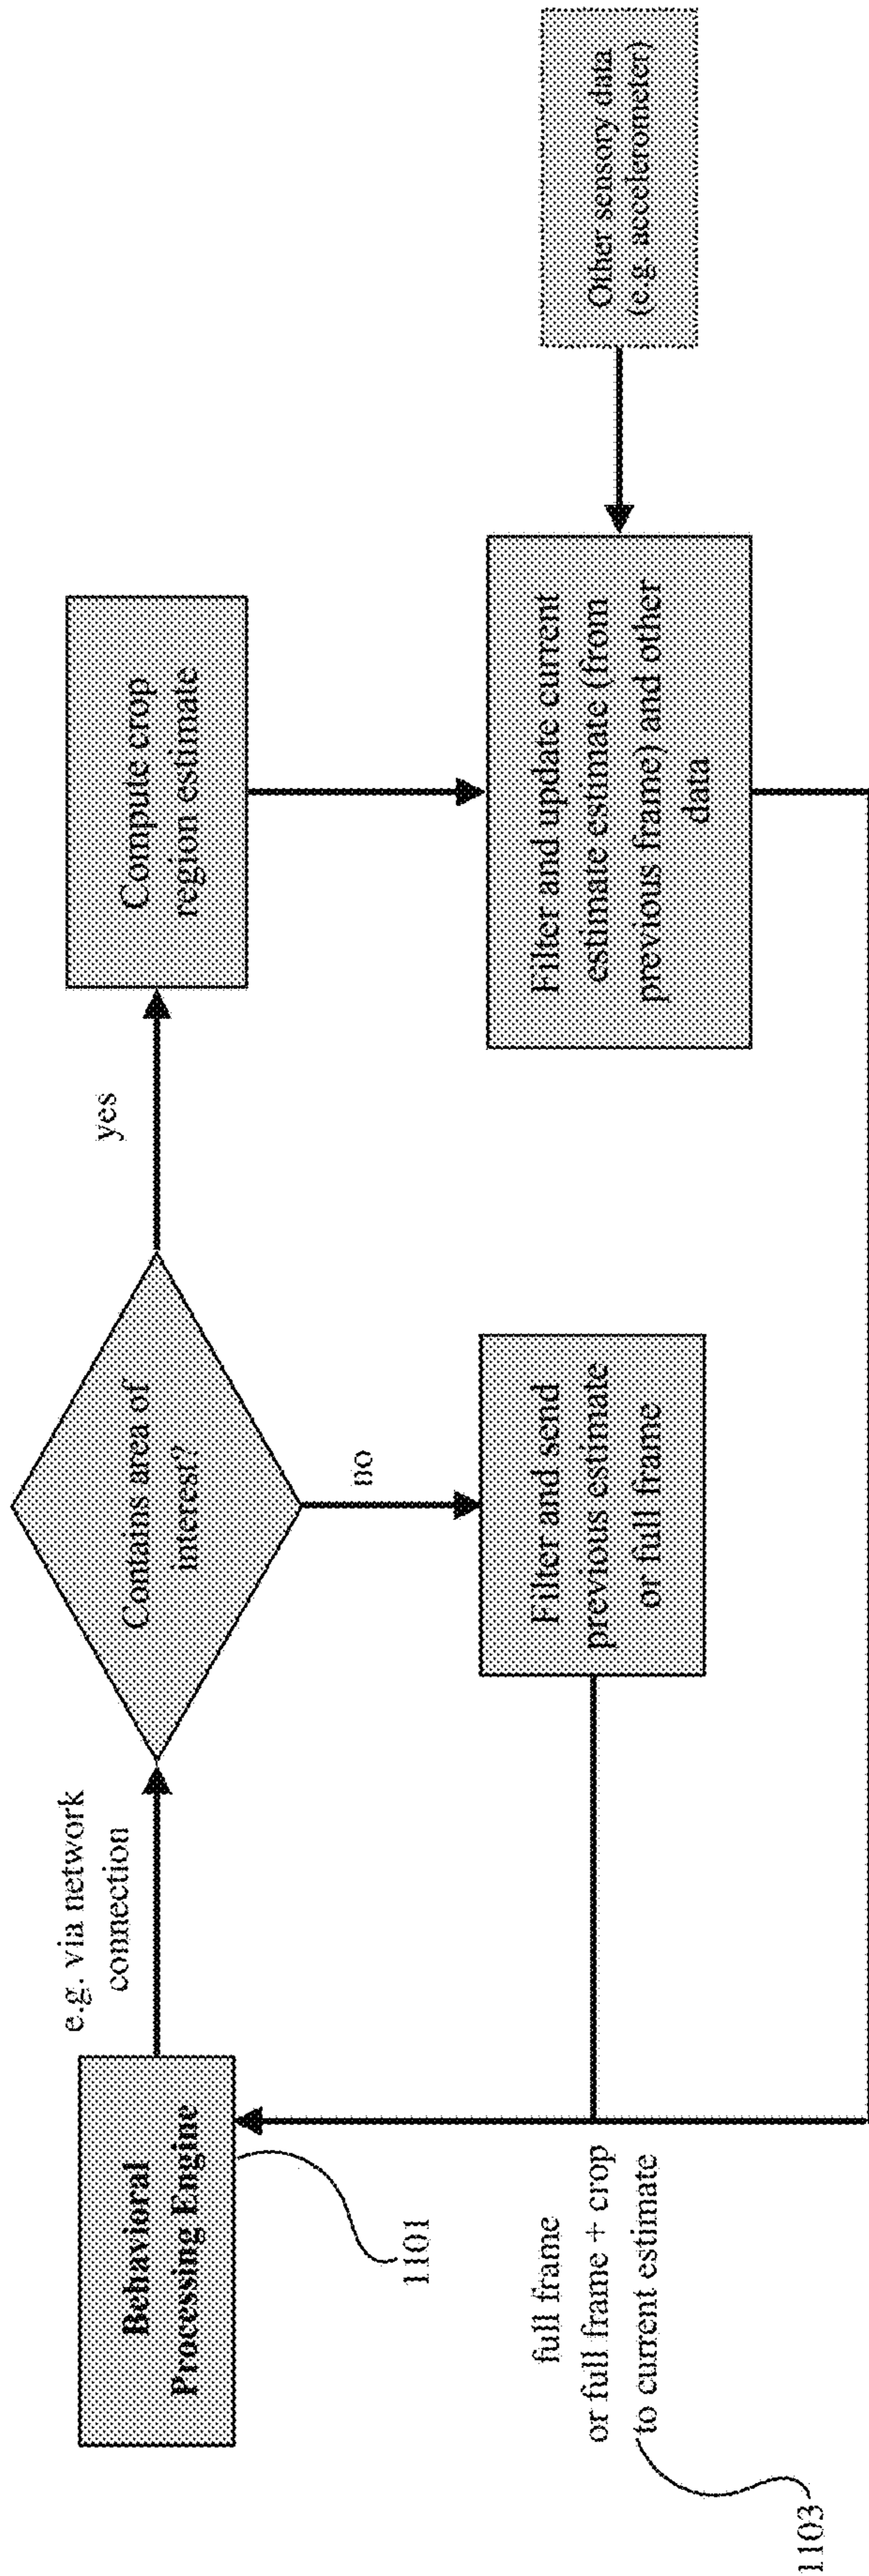 Behavioral
Processing Engine
1101
e.g. via network
connection
Contains area of
interest?
yes
Compute crop
region estimate
no
Filter and send
previous estimate
or full frame
Filter and update current
estimate estimate (from
previous frame) and other
data
Other sensory data
(e.g. accelerometer)
full frame
or full frame + crop
to current estimate
1103